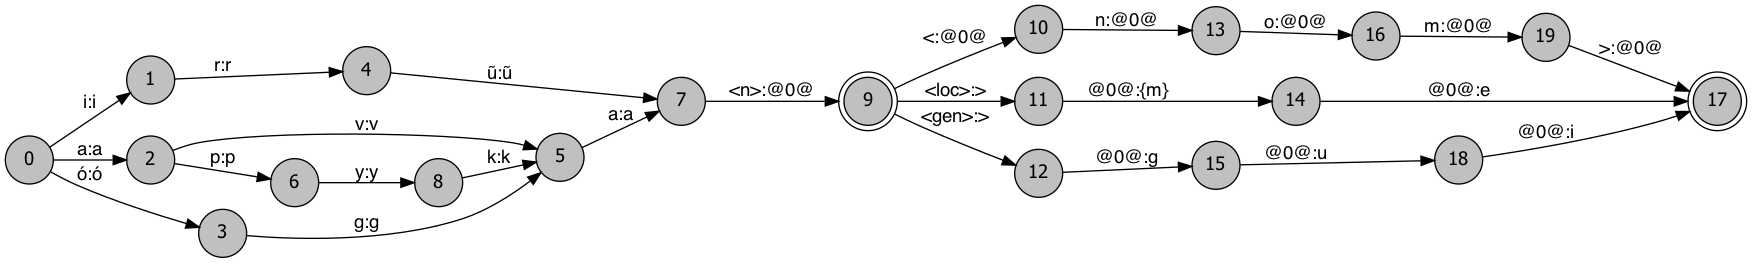 0
i:i
1
r:r
4
ũ:ũ
a:a
2
v:v
p:p
6
y:y
8
k:k
5
ó:ó
3
g:g
a:a
7
<n>:@0@
9
<:@0@
10
n:@0@
13
o:@0@
16
m:@0@
19
>:@0@
<loc>:>
11
@0@:{m}
14
@0@:e
17
<gen>:>
12
@0@:g
15
@0@:u
18
@0@:i